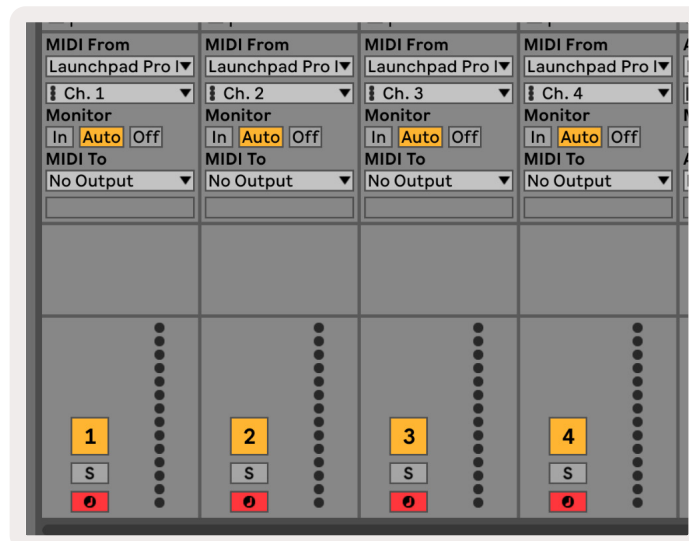 MIDI From MIDI From MIDI From MIDI From
Launchpad Pro Launchpad Pro Launchpad Pro Launchpad Pro
Ch. 1 Ch. 2 Ch. 3 Ch. 4
Monitor Monitor Monitor Monitor
In Auto Off In Auto Off In Auto Off In Auto Off
MIDI To MIDI To MIDI To MIDI To
No Output No Output No Output No Output
1 2 3 4
S S S S